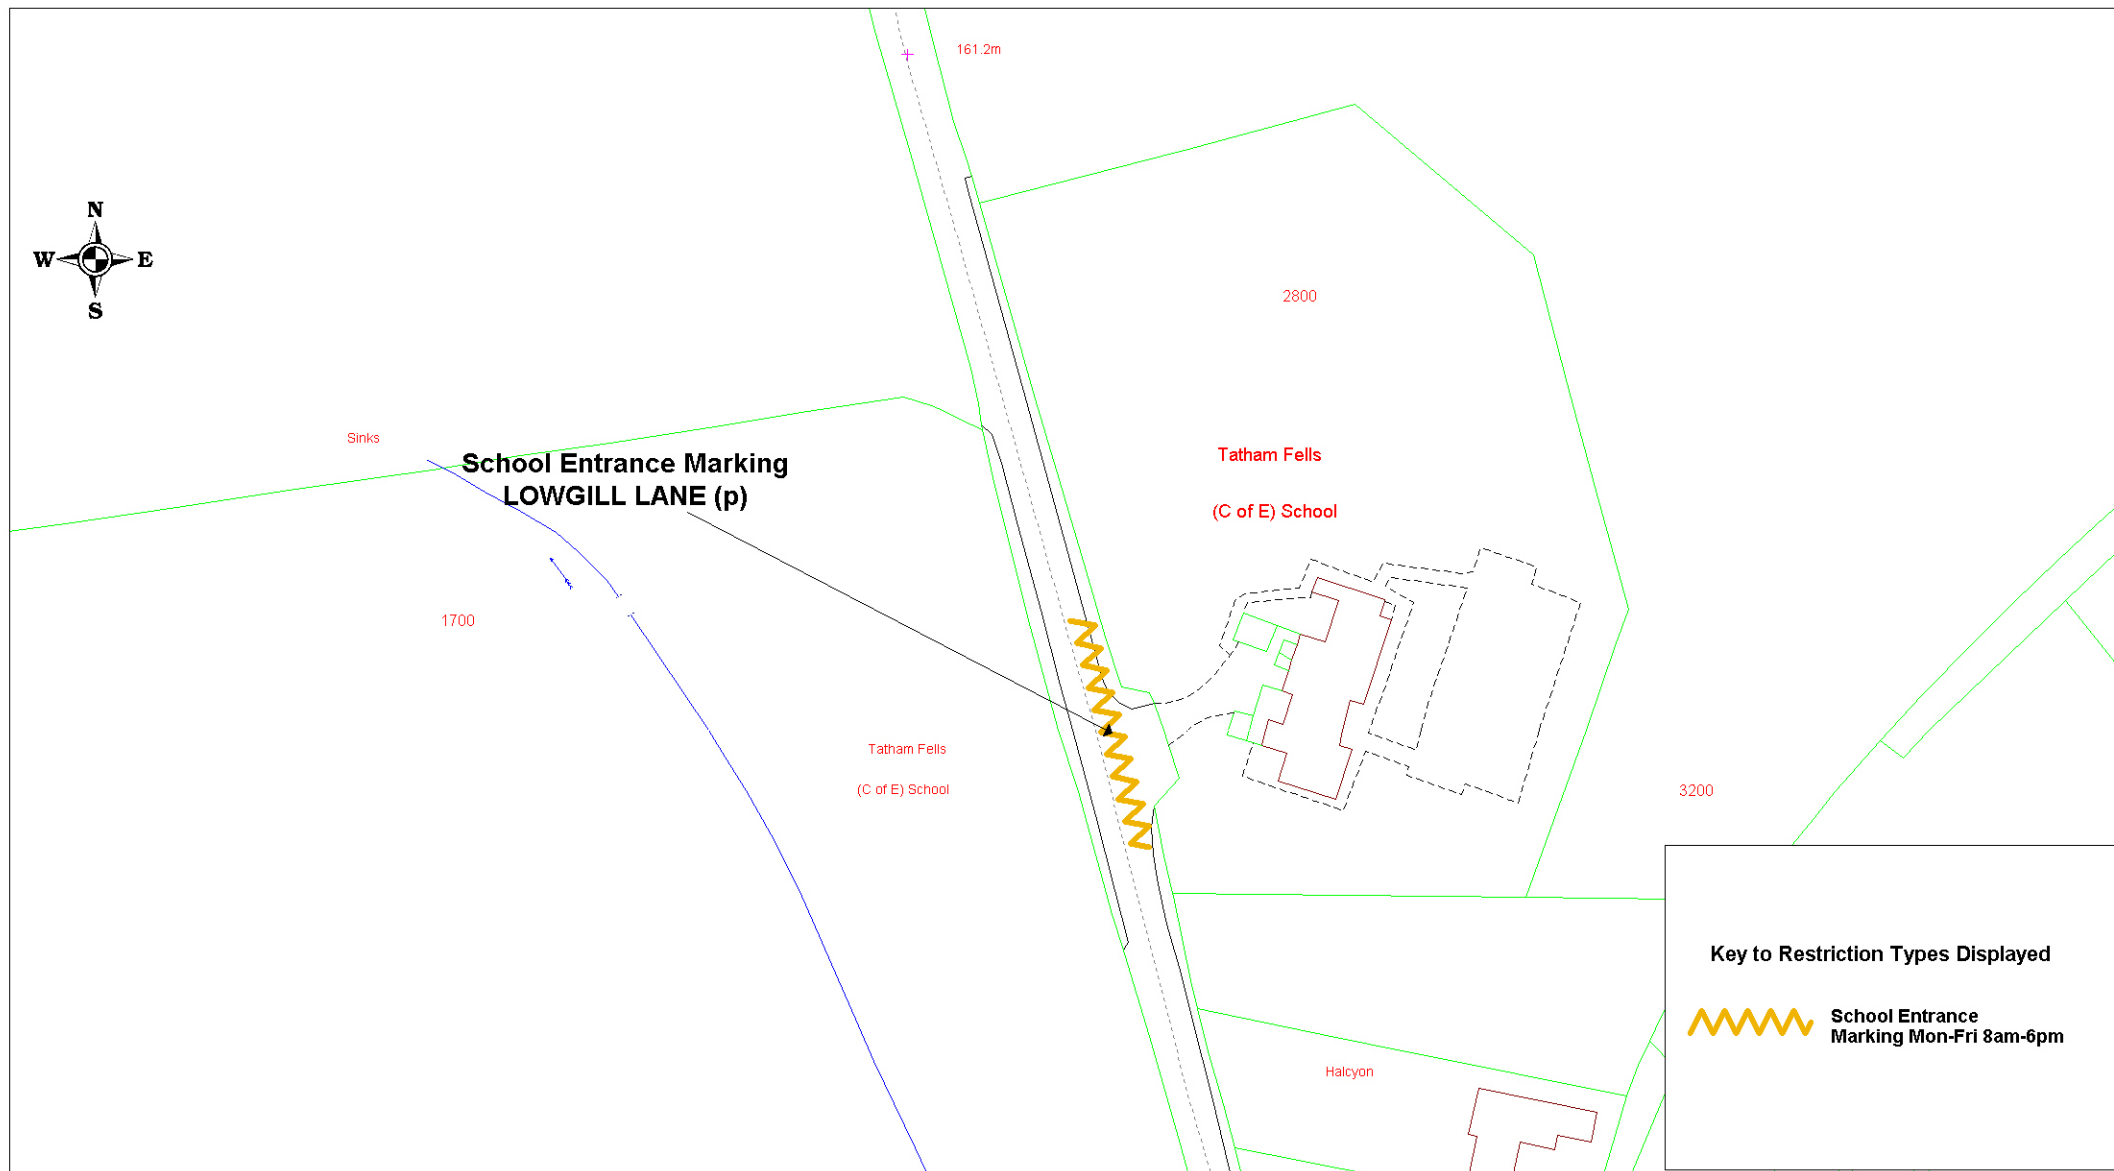 161.2m
N
W E
S
2800
Sinks
School Entrance Marking
LOWGILL LANE (p)
Tatham Fells
(C of E) School
1700
Tatham Fells
(C of E) School
3200
Key to Restriction Types Displayed
School Entrance
Marking Mon-Fri 8am-6pm
Halcyon